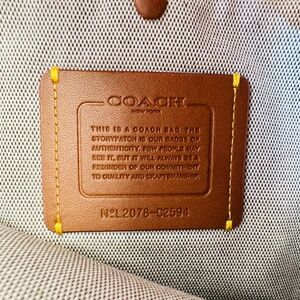 COACH
NEW YORK
THIS IS A COACH BAG. THE
STORYPATCH IS OUR BADGE OF
AUTHENTICITY. FEW PEOPLE MAY
SEE IT, BUT IT WILL ALWAYS BE A
REMINDER OF OUR COMMITMENT
TO QUALITY AND CRAFTSMANSHIP.
Nº L2078-C2594